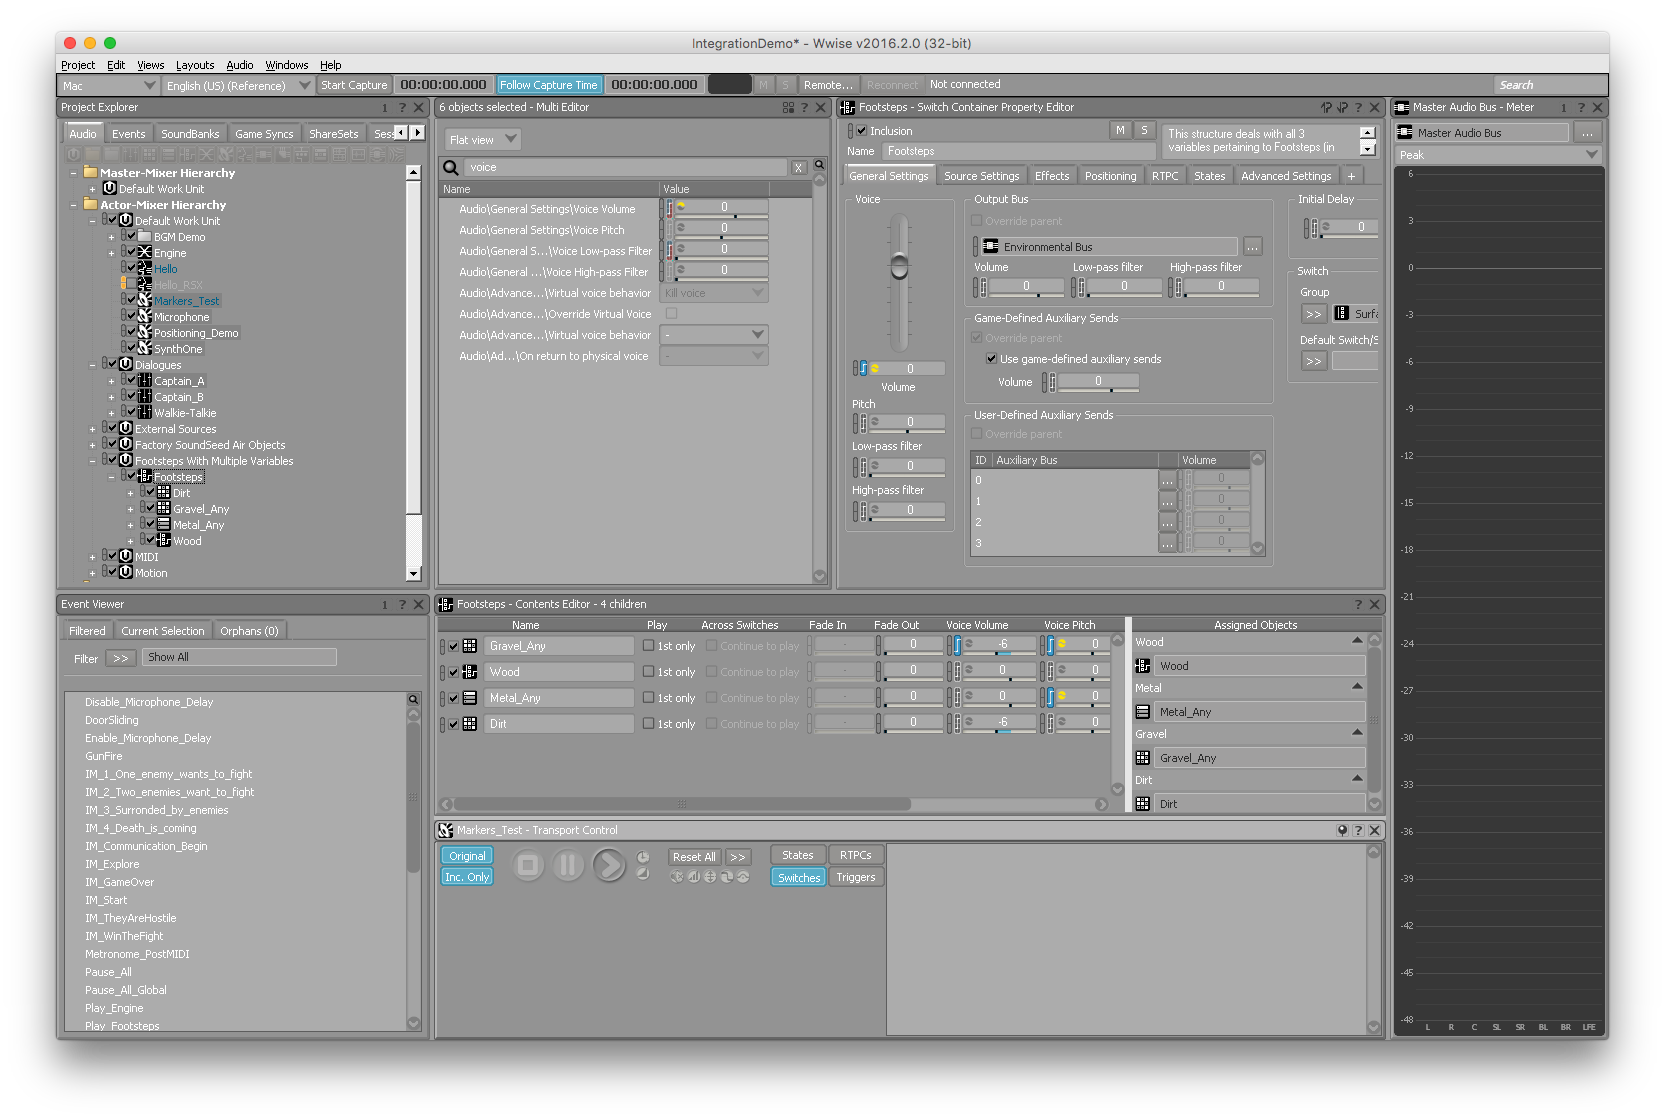 IntegrationDemo* - Wwise v2016.2.0 (32-bit)
Project Edit Views Layouts Audio Windows Help
Mac English (US) (Reference) Start Capture 00:00:00.000 Follow Capture Time 00:00:00.000 M S Remote... Reconnect Not connected Search
Project Explorer 1 ?
Audio Events SoundBanks Game Syncs ShareSets Ses
Master-Mixer Hierarchy
Default Work Unit
Actor-Mixer Hierarchy
Default Work Unit
BGM Demo
Engine
Hello
Hello_RSX
Markers_Test
Microphone
Positioning_Demo
SynthOne
Dialogues
Captain_A
Captain_B
Walkie-Talkie
External Sources
Factory SoundSeed Air Objects
Footsteps With Multiple Variables
Footsteps
Dirt
Gravel_Any
Metal_Any
Wood
MIDI
Motion
6 objects selected - Multi Editor ?
Flat view
voice X
Name Value
Audio\General Settings\Voice Volume 0
Audio\General Settings\Voice Pitch 0
Audio\General S...\Voice Low-pass Filter 0
Audio\General ...\Voice High-pass Filter 0
Audio\Advance...\Virtual voice behavior Kill voice
Audio\Advance...\Override Virtual Voice
Audio\Advance...\Virtual voice behavior -
Audio\Ad...\On return to physical voice -
Footsteps - Switch Container Property Editor ?
Inclusion M S
Name Footsteps
This structure deals with all 3
variables pertaining to Footsteps (in
General Settings Source Settings Effects Positioning RTPC States Advanced Settings +
Voice
0
Volume
Pitch
0
Low-pass filter
0
High-pass filter
0
Output Bus
Override parent
Environmental Bus ...
Volume Low-pass filter High-pass filter
0 0 0
Game-Defined Auxiliary Sends
Override parent
Use game-defined auxiliary sends
Volume 0
User-Defined Auxiliary Sends
Override parent
ID Auxiliary Bus Volume
0 ... 0
1 ... 0
2 ... 0
3 ... 0
Initial Delay
0
Switch
Group
>> Surfa
Default Switch/S
>>
Master Audio Bus - Meter 1 ?
Master Audio Bus ...
Peak
6
3
0
-3
-6
-9
-12
-15
-18
-21
-24
-27
-30
-33
-36
-39
-42
-45
-48
L R C SL SR BL BR LFE
Event Viewer 1 ?
Filtered Current Selection Orphans (0)
Filter >> Show All
Disable_Microphone_Delay
DoorSliding
Enable_Microphone_Delay
GunFire
IM_1_One_enemy_wants_to_fight
IM_2_Two_enemies_want_to_fight
IM_3_Surronded_by_enemies
IM_4_Death_is_coming
IM_Communication_Begin
IM_Explore
IM_GameOver
IM_Start
IM_TheyAreHostile
IM_WinTheFight
Metronome_PostMIDI
Pause_All
Pause_All_Global
Play_Engine
Play_Footsteps
Footsteps - Contents Editor - 4 children ?
Name Play Across Switches Fade In Fade Out Voice Volume Voice Pitch
Gravel_Any 1st only Continue to play - 0 -6 0
Wood 1st only Continue to play - 0 0 0
Metal_Any 1st only Continue to play - 0 0 0
Dirt 1st only Continue to play - 0 -6 0
Assigned Objects
Wood
Wood
Metal
Metal_Any
Gravel
Gravel_Any
Dirt
Dirt
Markers_Test - Transport Control ?
Original
Inc. Only
Reset All >>
States RTPCs
Switches Triggers